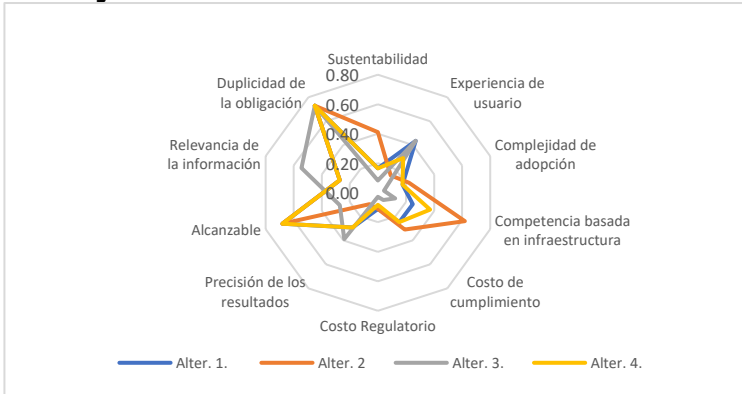 Sustentabilidad
0.80
0.60
0.40
0.20
0.00
Experiencia de
usuario
Complejidad de
adopción
Competencia basada
en infraestructura
Costo de
cumplimiento
Costo Regulatorio
Precisión de los
resultados
Alcanzable
Relevancia de
la información
Duplicidad de
la obligación
Alter. 1.
Alter. 2
Alter. 3.
Alter. 4.